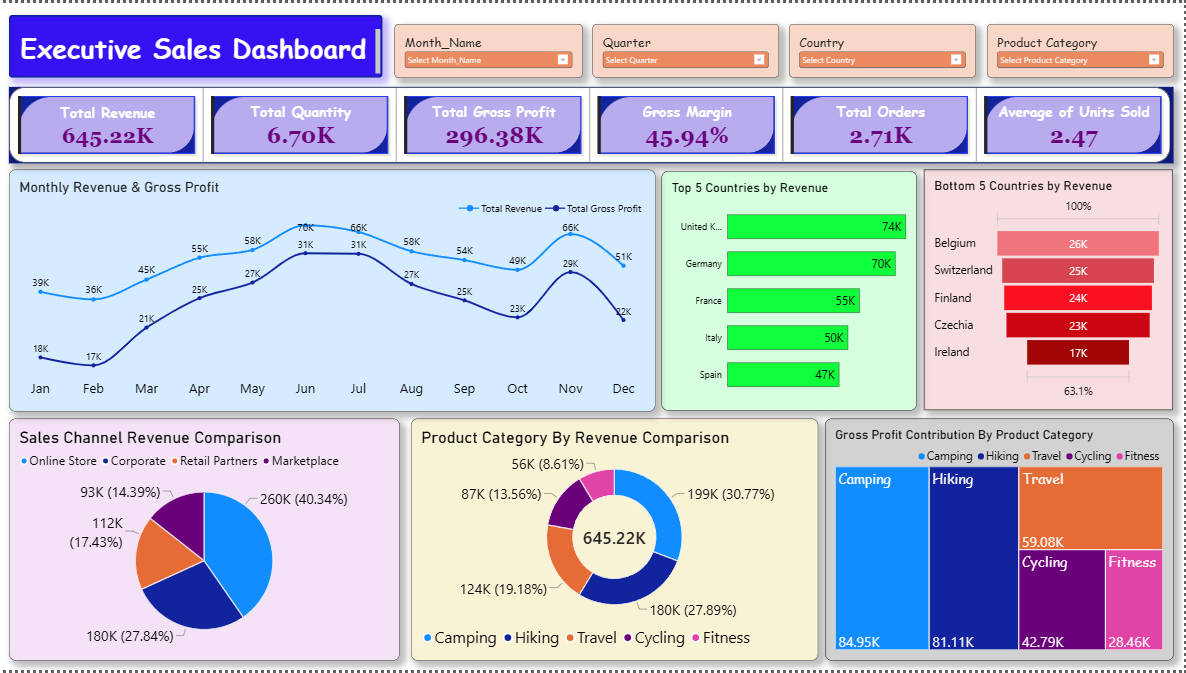 Executive Sales Dashboard
Month_Name
Select Month_Name
Quarter
Select Quarter
Country
Select Country
Product Category
Select Product Category
Total Revenue
645.22K
Total Quantity
6.70K
Total Gross Profit
296.38K
Gross Margin
45.94%
Total Orders
2.71K
Average of Units Sold
2.47
Monthly Revenue & Gross Profit
Total Revenue Total Gross Profit
39K 36K 45K 55K 58K 70K 66K 58K 54K 49K 66K 51K
18K 17K 21K 25K 27K 31K 31K 27K 25K 23K 29K 22K
Jan Feb Mar Apr May Jun Jul Aug Sep Oct Nov Dec
Top 5 Countries by Revenue
United K... 74K
Germany 70K
France 55K
Italy 50K
Spain 47K
Bottom 5 Countries by Revenue
100%
Belgium 26K
Switzerland 25K
Finland 24K
Czechia 23K
Ireland 17K
63.1%
Sales Channel Revenue Comparison
Online Store Corporate Retail Partners Marketplace
93K (14.39%)
260K (40.34%)
112K
(17.43%)
180K (27.84%)
Product Category By Revenue Comparison
56K (8.61%)
87K (13.56%)
199K (30.77%)
645.22K
124K (19.18%)
180K (27.89%)
Camping Hiking Travel Cycling Fitness
Gross Profit Contribution By Product Category
Camping Hiking Travel Cycling Fitness
Camping
84.95K
Hiking
81.11K
Travel
59.08K
Cycling
42.79K
Fitness
28.46K